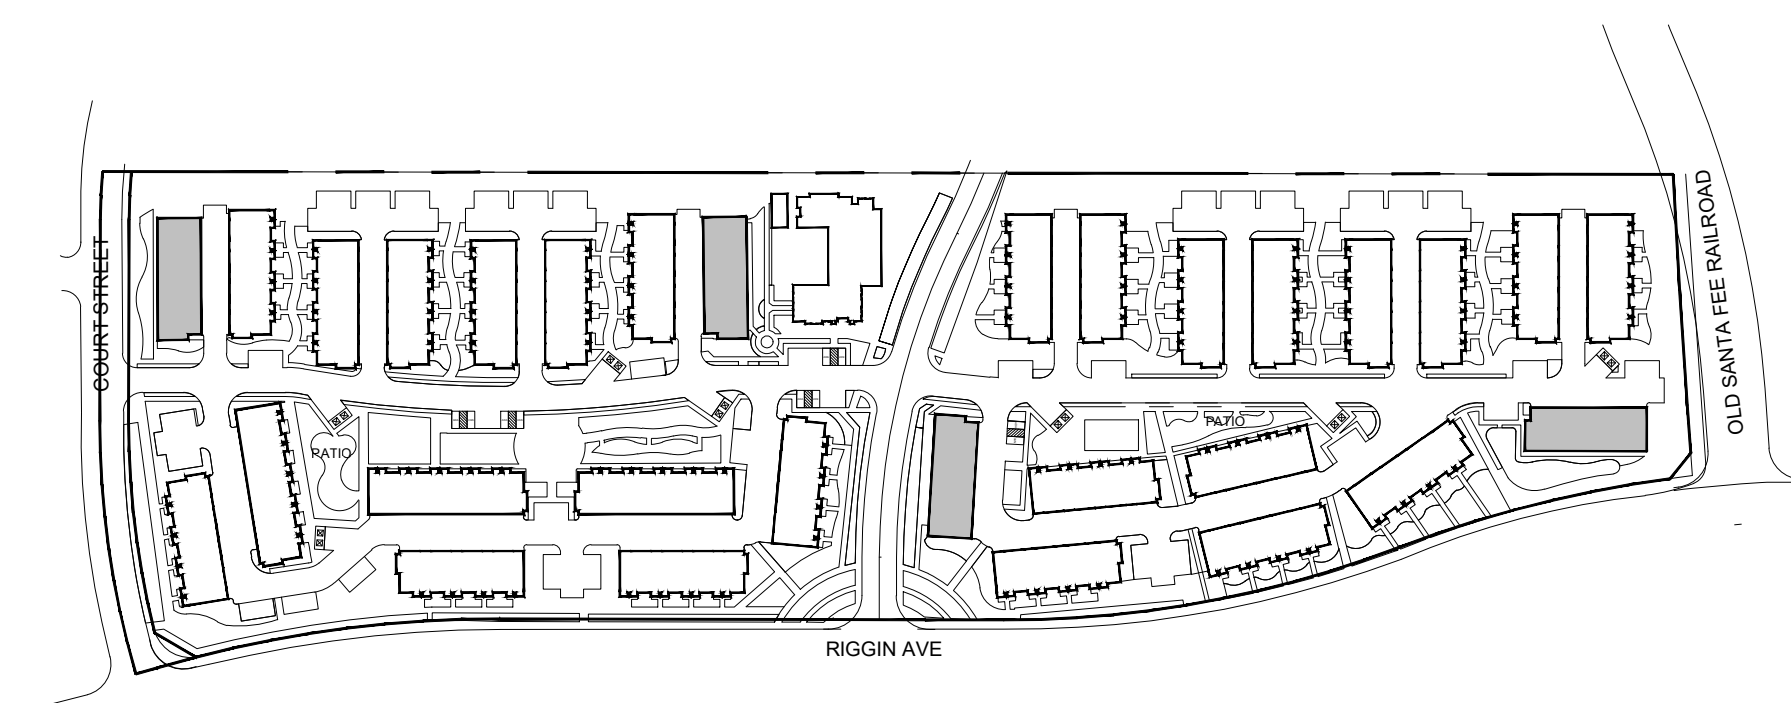 COURT STREET
PATIO
PATIO
OLD SANTA FEE RAILROAD
RIGGIN AVE